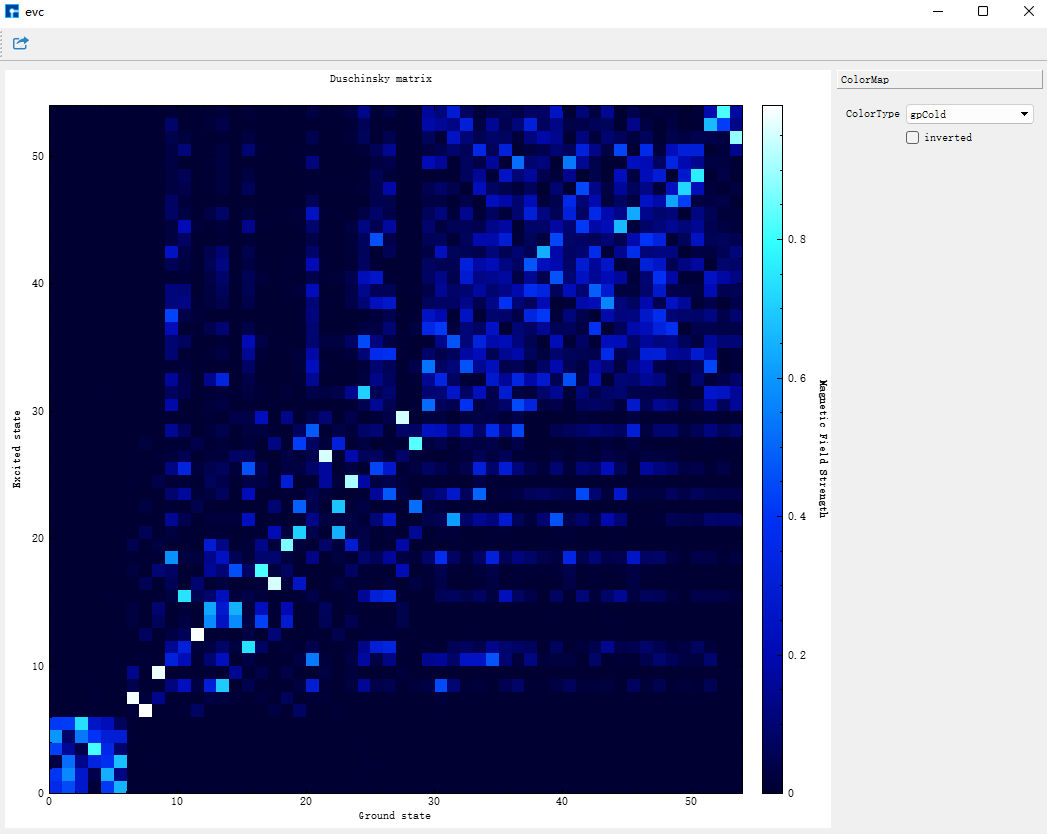 evc
Duschinsky matrix
ColorMap
ColorType gpCold
inverted
50
40
30
20
10
0
Excited state
0 10 20 30 40 50
Ground state
0.8
0.6
0.4
0.2
0
Magnetic Field Strength